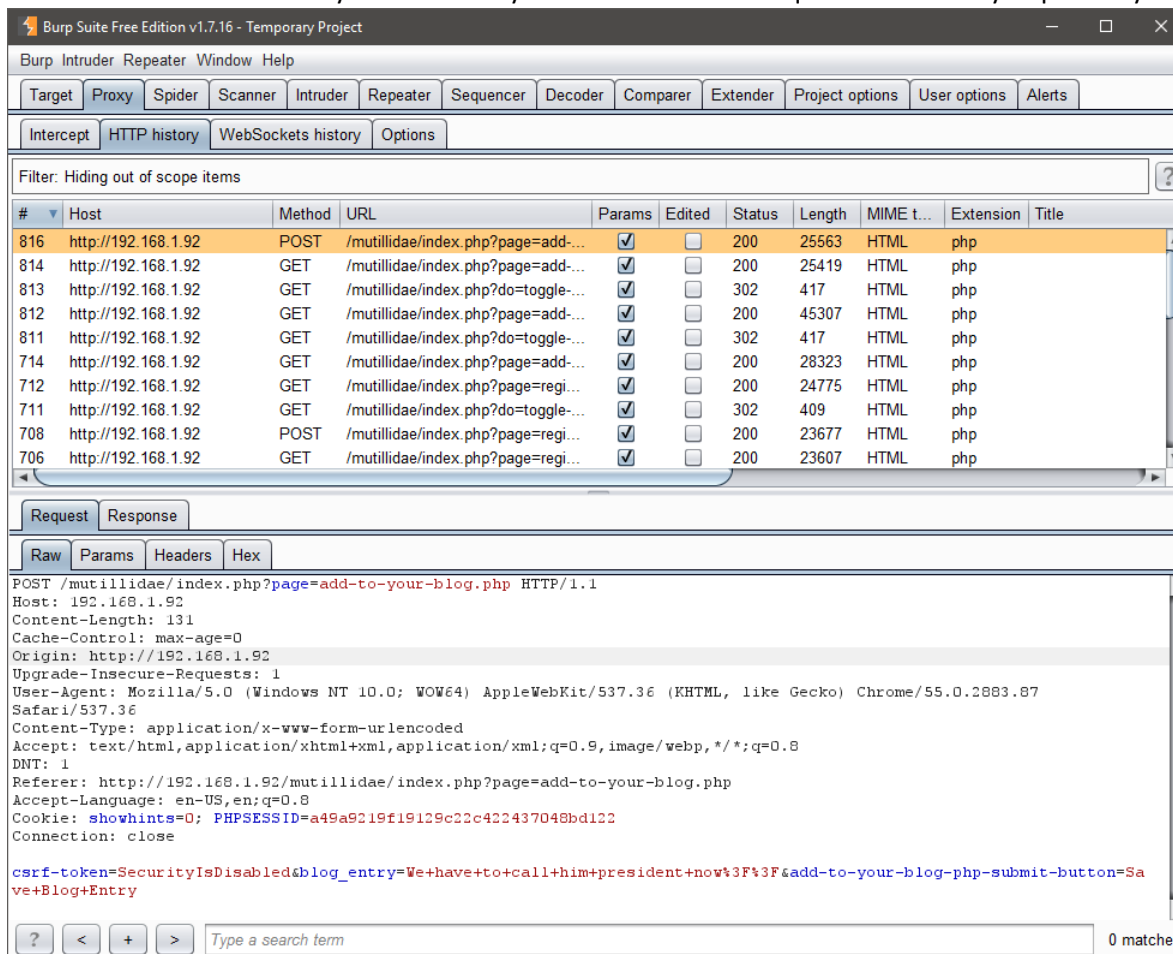 Burp Suite Free Edition v1.7.16 - Temporary Project
Burp Intruder Repeater Window Help
Target Proxy Spider Scanner Intruder Repeater Sequencer Decoder Comparer Extender Project options User options Alerts
Intercept HTTP history WebSockets history Options
Filter: Hiding out of scope items ?
# Host Method URL Params Edited Status Length MIME t... Extension Title
816 http://192.168.1.92 POST /mutillidae/index.php?page=add-... 200 25563 HTML php
814 http://192.168.1.92 GET /mutillidae/index.php?page=add-... 200 25419 HTML php
813 http://192.168.1.92 GET /mutillidae/index.php?do=toggle-... 302 417 HTML php
812 http://192.168.1.92 GET /mutillidae/index.php?page=add-... 200 45307 HTML php
811 http://192.168.1.92 GET /mutillidae/index.php?do=toggle-... 302 417 HTML php
714 http://192.168.1.92 GET /mutillidae/index.php?page=add-... 200 28323 HTML php
712 http://192.168.1.92 GET /mutillidae/index.php?page=regi... 200 24775 HTML php
711 http://192.168.1.92 GET /mutillidae/index.php?do=toggle-... 302 409 HTML php
708 http://192.168.1.92 POST /mutillidae/index.php?page=regi... 200 23677 HTML php
706 http://192.168.1.92 GET /mutillidae/index.php?page=regi... 200 23607 HTML php
Request Response
Raw Params Headers Hex
POST /mutillidae/index.php?page=add-to-your-blog.php HTTP/1.1
Host: 192.168.1.92
Content-Length: 131
Cache-Control: max-age=0
Origin: http://192.168.1.92
Upgrade-Insecure-Requests: 1
User-Agent: Mozilla/5.0 (Windows NT 10.0; WOW64) AppleWebKit/537.36 (KHTML, like Gecko) Chrome/55.0.2883.87
Safari/537.36
Content-Type: application/x-www-form-urlencoded
Accept: text/html,application/xhtml+xml,application/xml;q=0.9,image/webp,*/*;q=0.8
DNT: 1
Referer: http://192.168.1.92/mutillidae/index.php?page=add-to-your-blog.php
Accept-Language: en-US,en;q=0.8
Cookie: showhints=0; PHPSESSID=a49a9219f19129c22c422437048bd122
Connection: close
csrf-token=SecurityIsDisabled&blog_entry=We+have+to+call+him+president+now%3F%3F&add-to-your-blog-php-submit-button=Sa
ve+Blog+Entry
? < + > Type a search term 0 matche